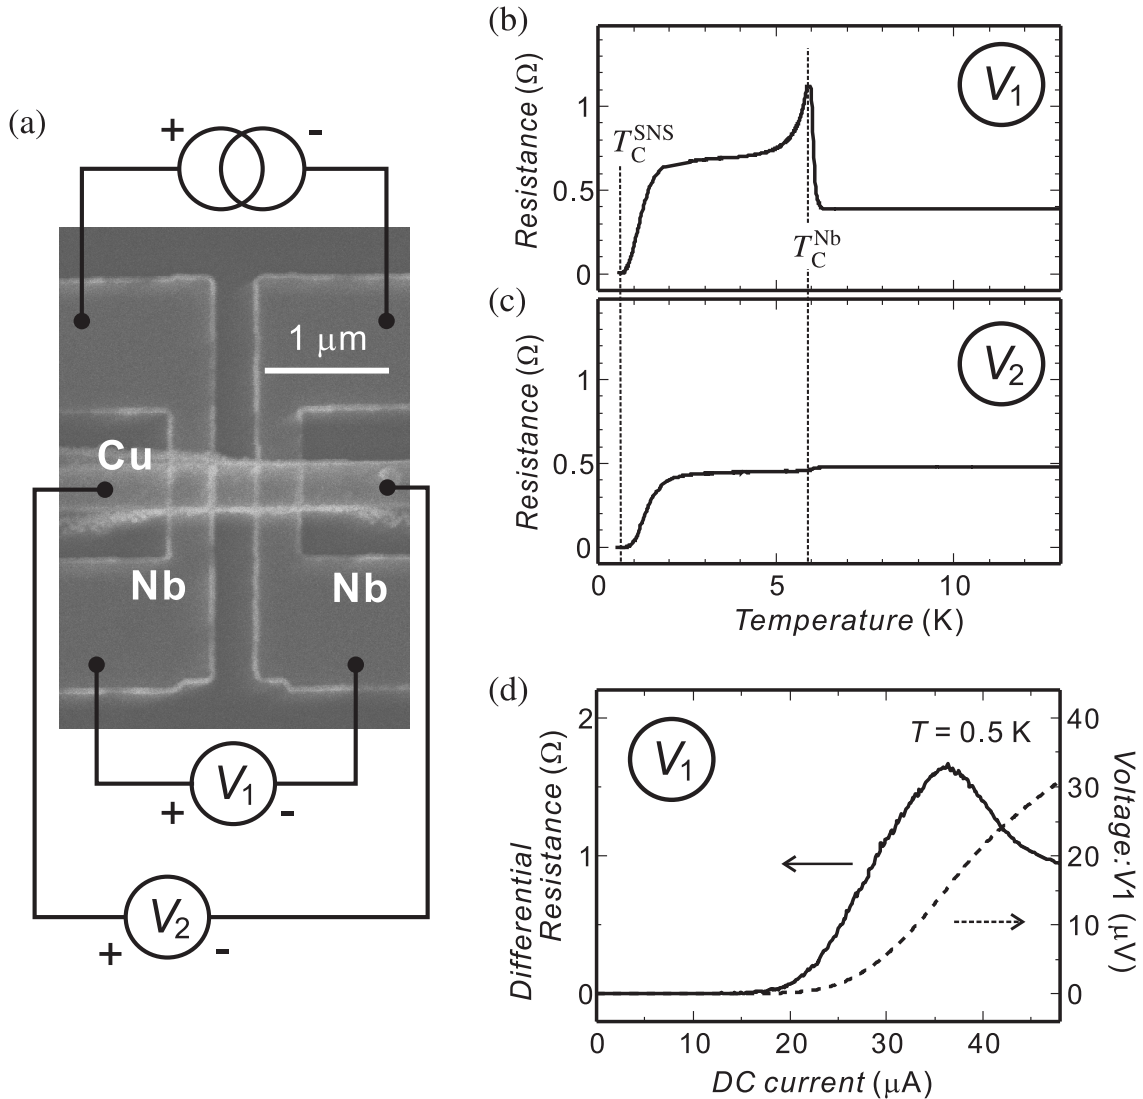 (a)
+ -
1 μm
Cu
Nb Nb
+ V1 -
+ V2 -
(b)
Resistance (Ω)
1
0.5
0
T_C^SNS
T_C^Nb
V1
(c)
Resistance (Ω)
1
0.5
0
V2
0 5 10
Temperature (K)
(d)
Differential
Resistance (Ω)
2
1
0
V1
T = 0.5 K
40
30
20
10
0
Voltage:V1 (μV)
0 10 20 30 40
DC current (μA)